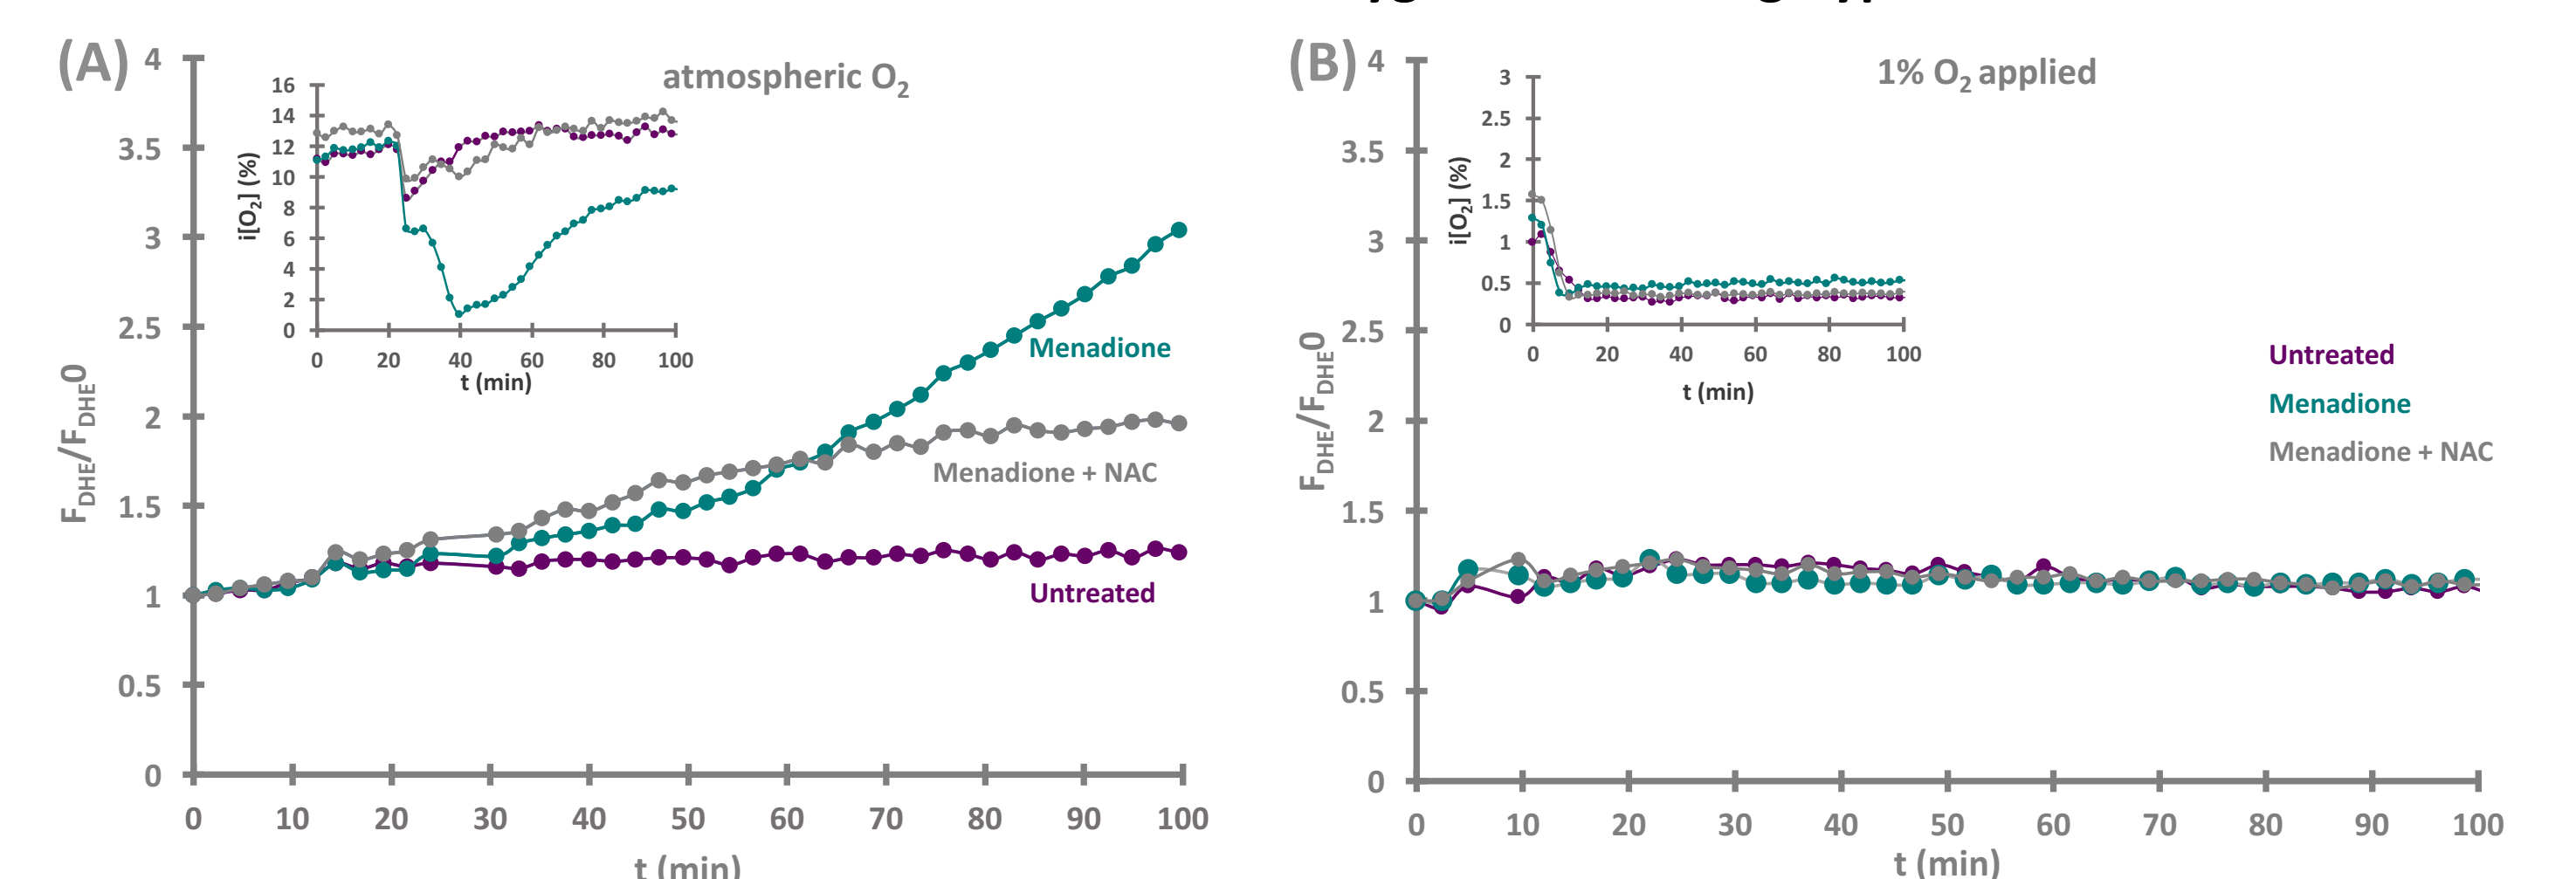 (A)
atmospheric O2
4
3.5
3
2.5
2
1.5
1
0.5
0
FDHE/FDHE0
0 10 20 30 40 50 60 70 80 90 100
t (min)
16
14
12
10
8
6
4
2
0
i[O2] (%)
0 20 40 60 80 100
t (min)
Menadione
Menadione + NAC
Untreated
(B)
1% O2 applied
4
3.5
3
2.5
2
1.5
1
0.5
0
FDHE/FDHE0
0 10 20 30 40 50 60 70 80 90 100
t (min)
3
2.5
2
1.5
1
0.5
0
i[O2] (%)
0 20 40 60 80 100
t (min)
Untreated
Menadione
Menadione + NAC